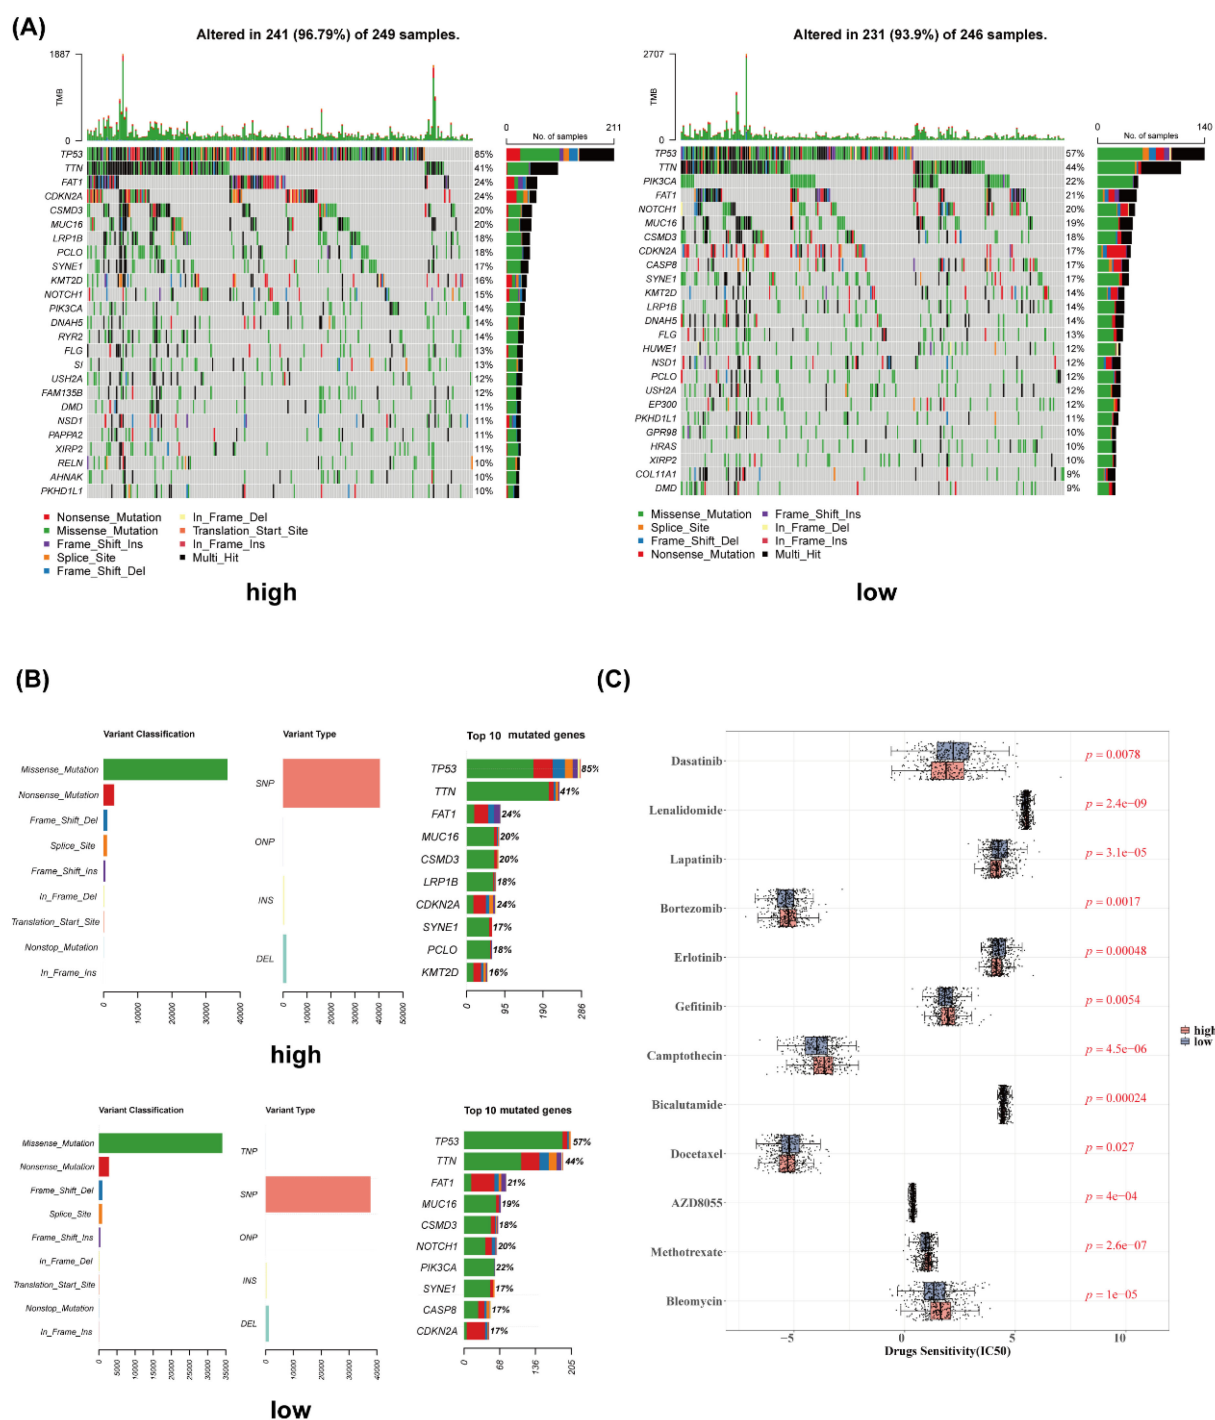 (A)
Altered in 241 (96.79%) of 249 samples.
1887
TMB
0
0
No. of samples
211
TP53 85%
TTN 41%
FAT1 24%
CDKN2A 24%
CSMD3 20%
MUC16 20%
LRP1B 18%
PCLO 18%
SYNE1 17%
KMT2D 16%
NOTCH1 15%
PIK3CA 14%
DNAH5 14%
RYR2 14%
FLG 13%
SI 13%
USH2A 12%
FAM135B 12%
DMD 11%
NSD1 11%
PAPPA2 11%
XIRP2 11%
RELN 10%
AHNAK 10%
PKHD1L1 10%
Nonsense_Mutation
Missense_Mutation
Frame_Shift_Ins
Splice_Site
Frame_Shift_Del
In_Frame_Del
Translation_Start_Site
In_Frame_Ins
Multi_Hit
high
Altered in 231 (93.9%) of 246 samples.
2707
TMB
0
0
No. of samples
140
TP53 57%
TTN 44%
PIK3CA 22%
FAT1 21%
NOTCH1 20%
MUC16 19%
CSMD3 18%
CDKN2A 17%
CASP8 17%
SYNE1 17%
KMT2D 14%
LRP1B 14%
DNAH5 14%
FLG 13%
HUWE1 12%
NSD1 12%
PCLO 12%
USH2A 12%
EP300 12%
PKHD1L1 11%
GPR98 10%
HRAS 10%
XIRP2 10%
COL11A1 9%
DMD 9%
Missense_Mutation
Splice_Site
Frame_Shift_Del
Nonsense_Mutation
Frame_Shift_Ins
In_Frame_Del
In_Frame_Ins
Multi_Hit
low
(B)
Variant Classification
Missense_Mutation
Nonsense_Mutation
Frame_Shift_Del
Splice_Site
Frame_Shift_Ins
In_Frame_Del
Translation_Start_Site
Nonstop_Mutation
In_Frame_Ins
0 10000 20000 30000 40000
Variant Type
SNP
ONP
INS
DEL
0 10000 20000 30000 40000 50000
Top 10 mutated genes
TP53 85%
TTN 41%
FAT1 24%
MUC16 20%
CSMD3 20%
LRP1B 18%
CDKN2A 24%
SYNE1 17%
PCLO 18%
KMT2D 16%
0 95 190 286
high
Variant Classification
Missense_Mutation
Nonsense_Mutation
Frame_Shift_Del
Splice_Site
Frame_Shift_Ins
In_Frame_Del
Translation_Start_Site
Nonstop_Mutation
In_Frame_Ins
0 5000 10000 15000 20000 25000 30000 35000
Variant Type
TNP
SNP
ONP
INS
DEL
0 10000 20000 30000 40000
Top 10 mutated genes
TP53 57%
TTN 44%
FAT1 21%
MUC16 19%
CSMD3 18%
NOTCH1 20%
PIK3CA 22%
SYNE1 17%
CASP8 17%
CDKN2A 17%
0 68 136 205
low
(C)
Dasatinib p = 0.0078
Lenalidomide p = 2.4e−09
Lapatinib p = 3.1e−05
Bortezomib p = 0.0017
Erlotinib p = 0.00048
Gefitinib p = 0.0054
Camptothecin p = 4.5e−06
Bicalutamide p = 0.00024
Docetaxel p = 0.027
AZD8055 p = 4e−04
Methotrexate p = 2.6e−07
Bleomycin p = 1e−05
−5 0 5 10
Drugs Sensitivity(IC50)
high
low